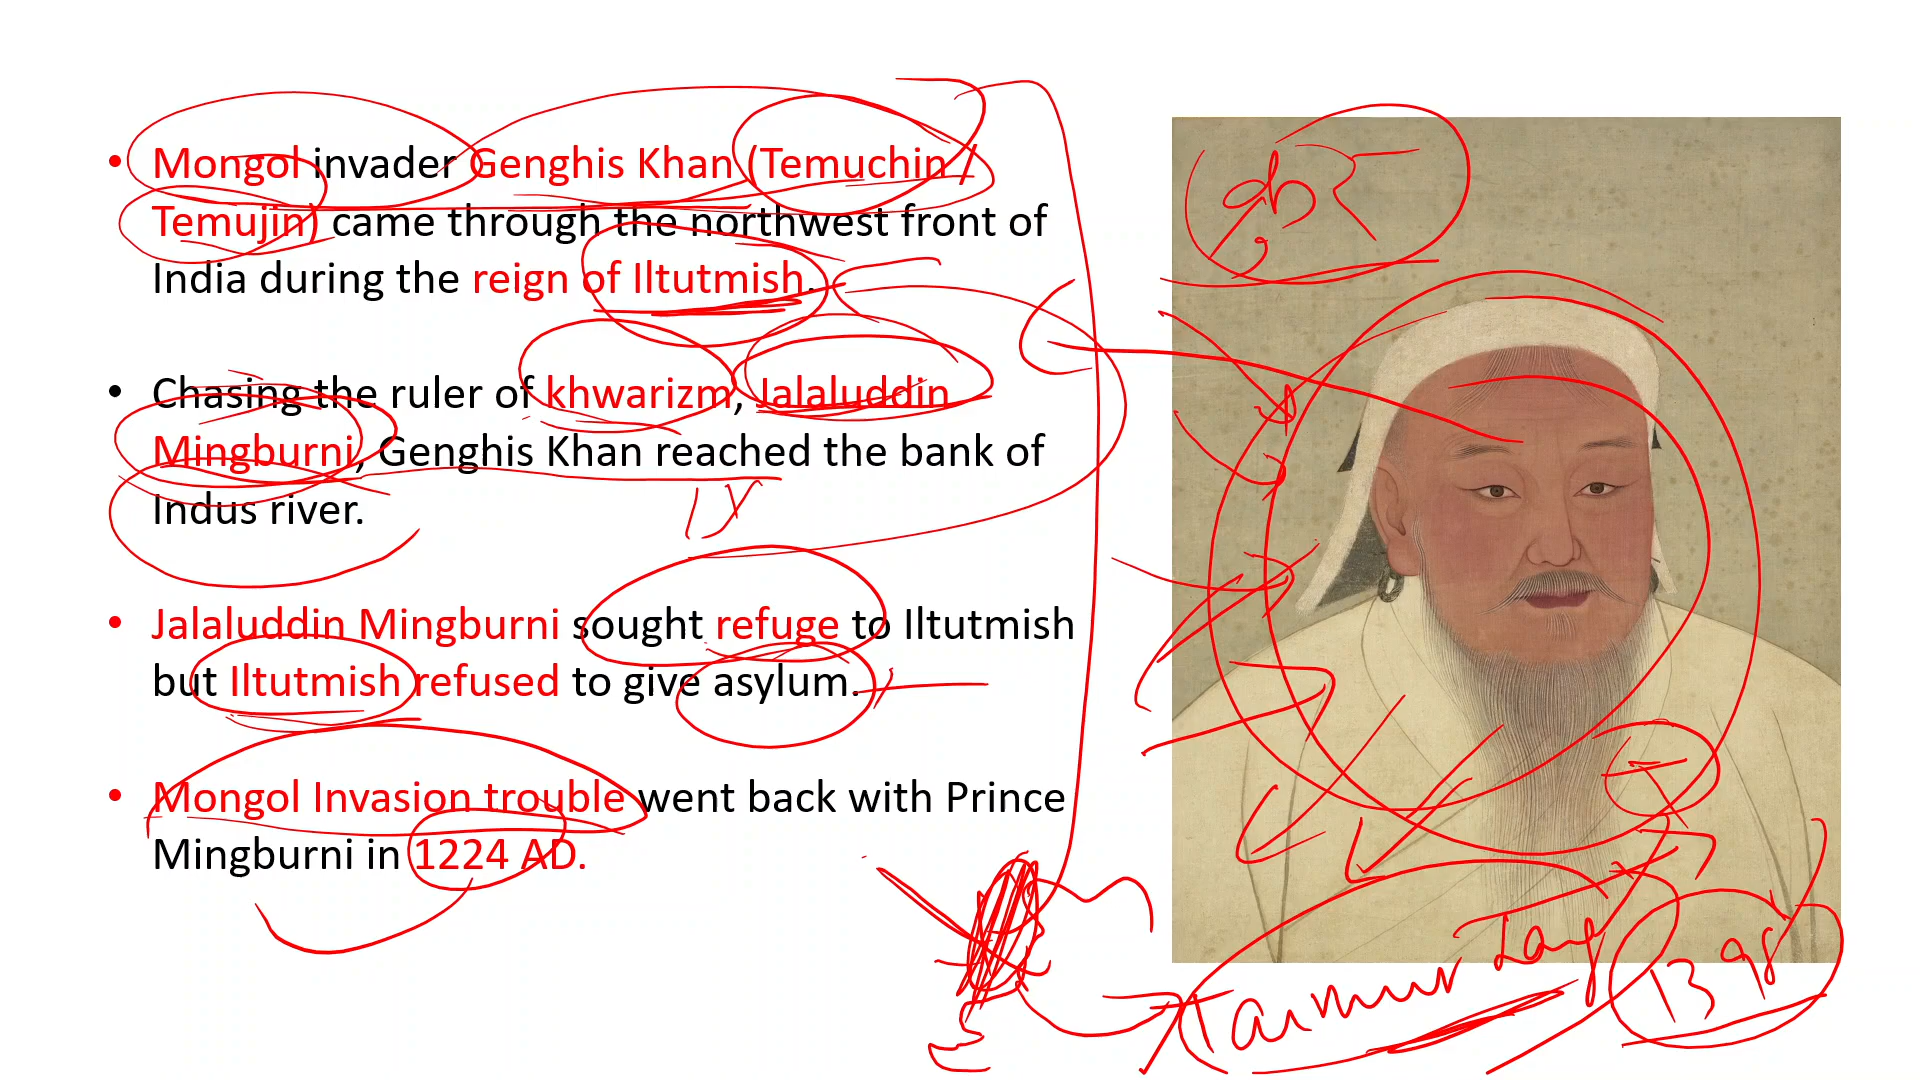 • Mongol invader Genghis Khan (Temuchin /
Temujin) came through the northwest front of
India during the reign of Iltutmish.
• Chasing the ruler of khwarizm, Jalaluddin
Mingburni, Genghis Khan reached the bank of
Indus river.
• Jalaluddin Mingburni sought refuge to Iltutmish
but Iltutmish refused to give asylum.
• Mongol Invasion trouble went back with Prince
Mingburni in 1224 AD.
Taimur Lang
1398